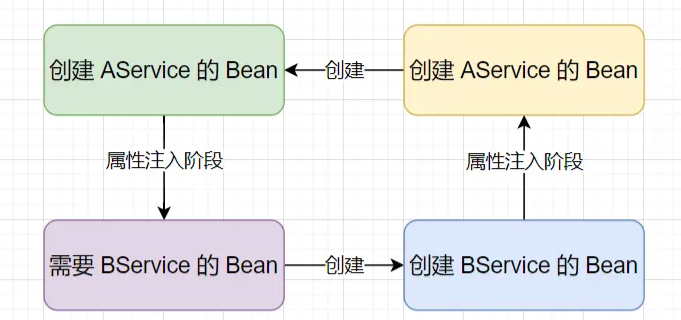 创建 AService 的 Bean
创建
创建 AService 的 Bean
属性注入阶段
属性注入阶段
需要 BService 的 Bean
创建
创建 BService 的 Bean